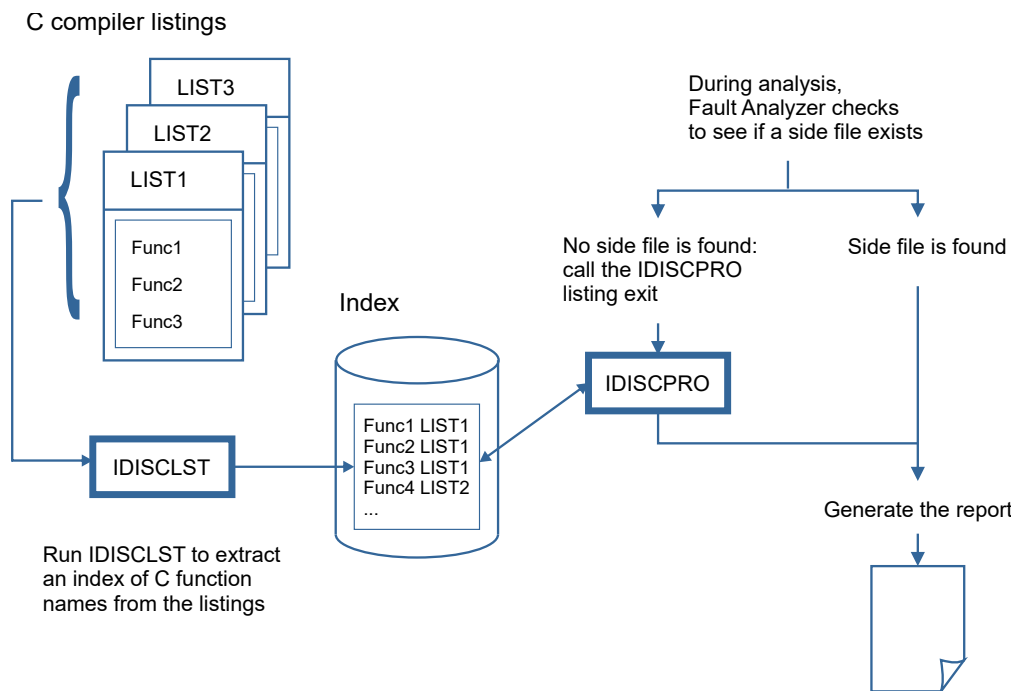 C compiler listings
LIST3
LIST2
LIST1
Func1
Func2
Func3
IDISCLST
Run IDISCLST to extract
an index of C function
names from the listings
Index
Func1 LIST1
Func2 LIST1
Func3 LIST1
Func4 LIST2
...
During analysis,
Fault Analyzer checks
to see if a side file exists
No side file is found:
call the IDISCPRO
listing exit
Side file is found
IDISCPRO
Generate the report